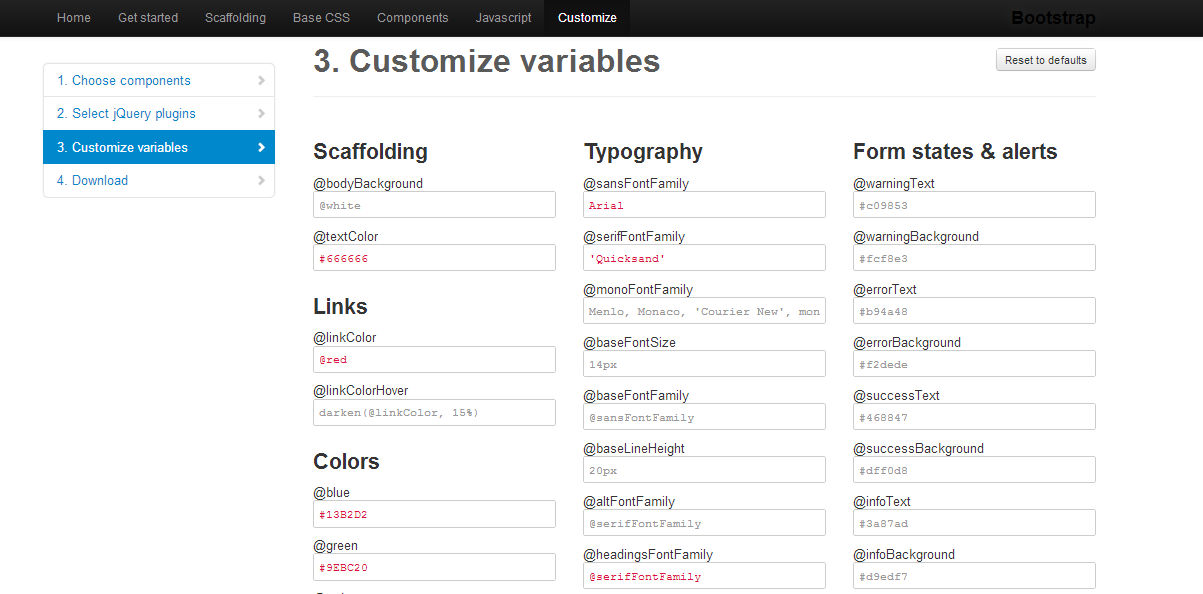 Home Get started Scaffolding Base CSS Components Javascript Customize Bootstrap
1. Choose components
2. Select jQuery plugins
3. Customize variables
4. Download
3. Customize variables
Reset to defaults
Scaffolding
@bodyBackground
@white
@textColor
#666666
Links
@linkColor
@red
@linkColorHover
darken(@linkColor, 15%)
Colors
@blue
#13B2D2
@green
#9EBC20
Typography
@sansFontFamily
Arial
@serifFontFamily
'Quicksand'
@monoFontFamily
Menlo, Monaco, 'Courier New', mon
@baseFontSize
14px
@baseFontFamily
@sansFontFamily
@baseLineHeight
20px
@altFontFamily
@serifFontFamily
@headingsFontFamily
@serifFontFamily
Form states & alerts
@warningText
#c09853
@warningBackground
#fcf8e3
@errorText
#b94a48
@errorBackground
#f2dede
@successText
#468847
@successBackground
#dff0d8
@infoText
#3a87ad
@infoBackground
#d9edf7